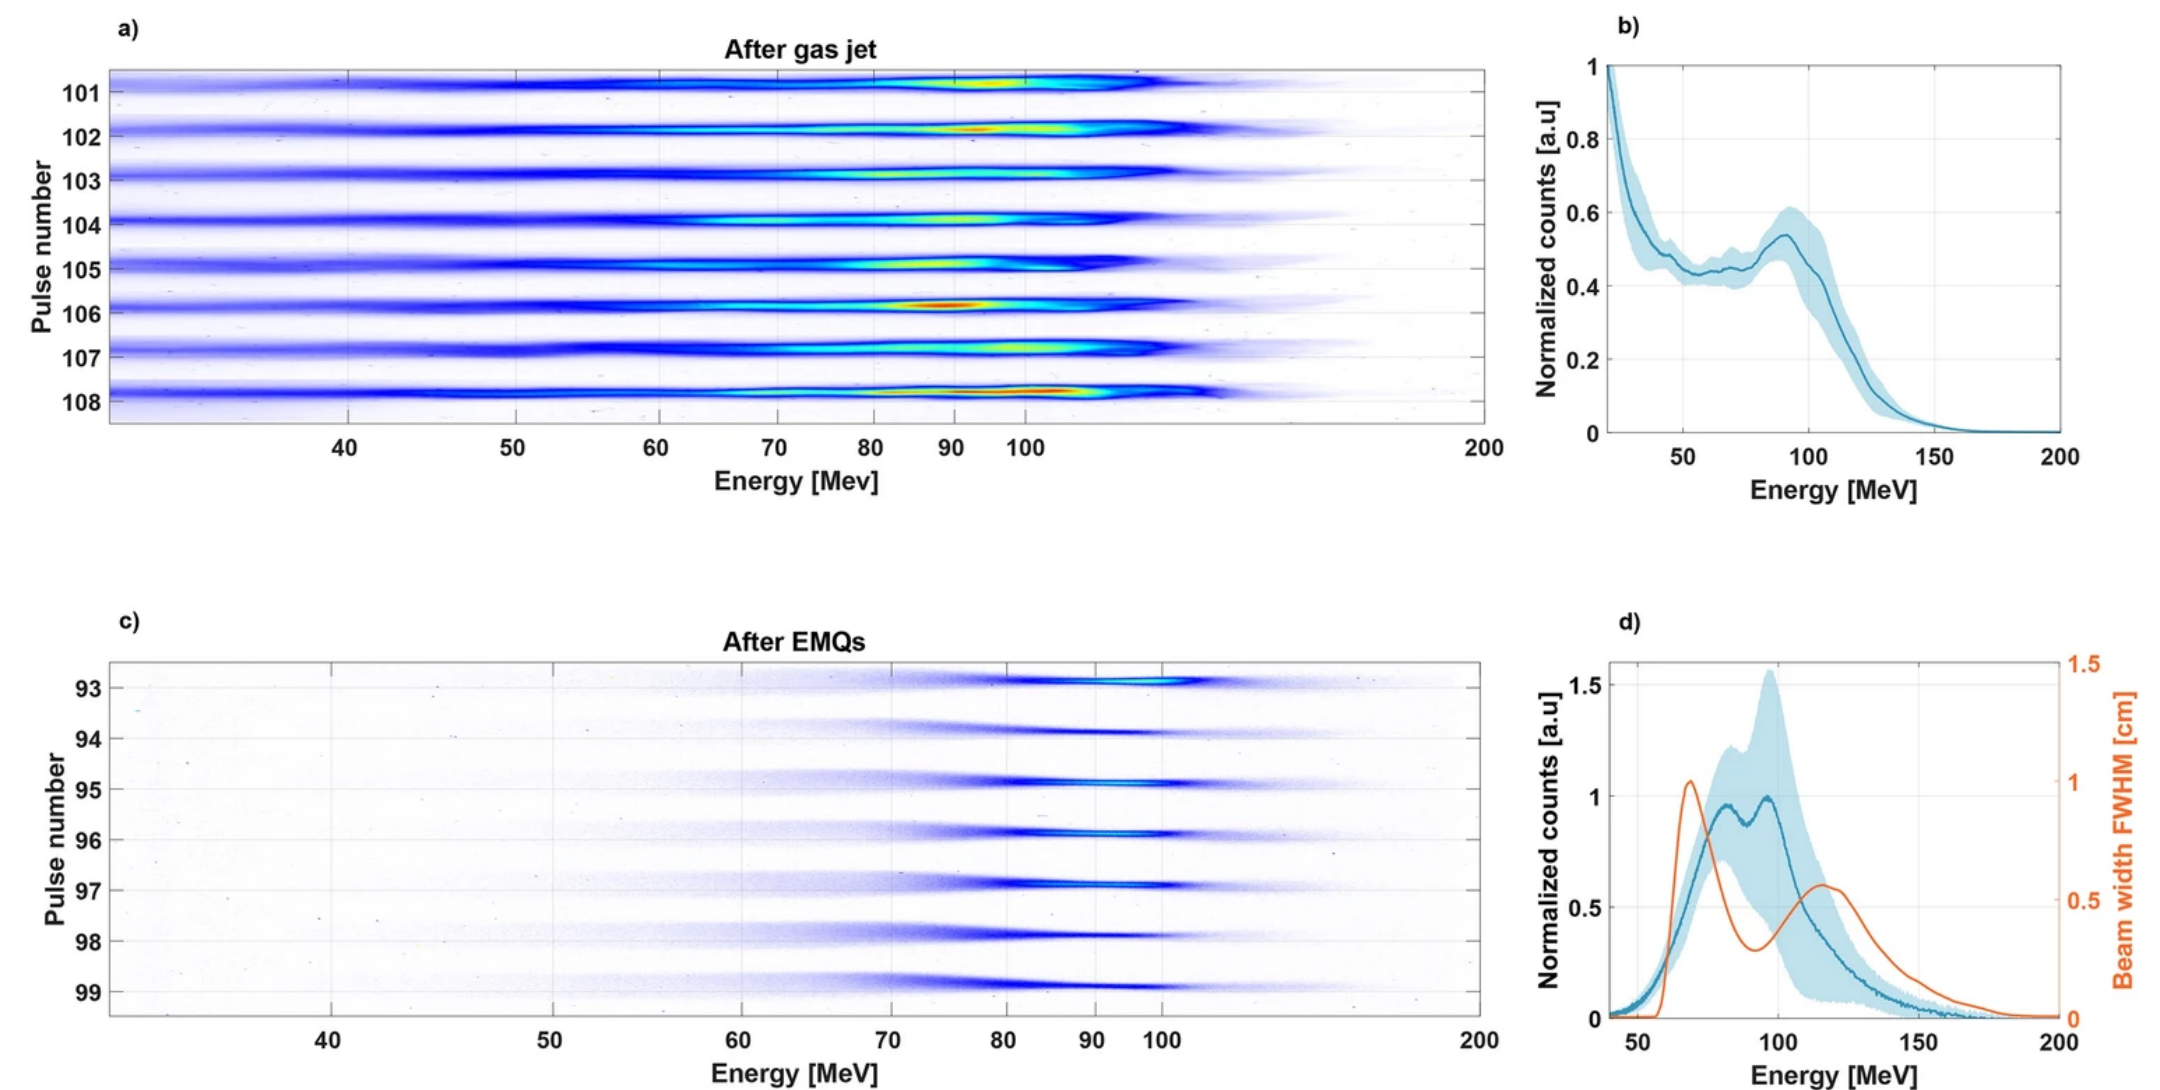 a)
After gas jet
Pulse number
101
102
103
104
105
106
107
108
40 50 60 70 80 90 100 200
Energy [Mev]
b)
Normalized counts [a.u]
1
0.8
0.6
0.4
0.2
0
50 100 150 200
Energy [MeV]
c)
After EMQs
Pulse number
93
94
95
96
97
98
99
40 50 60 70 80 90 100 200
Energy [MeV]
d)
Normalized counts [a.u]
1.5
1
0.5
0
50 100 150 200
Energy [MeV]
1.5
1
0.5
0
Beam width FWHM [cm]